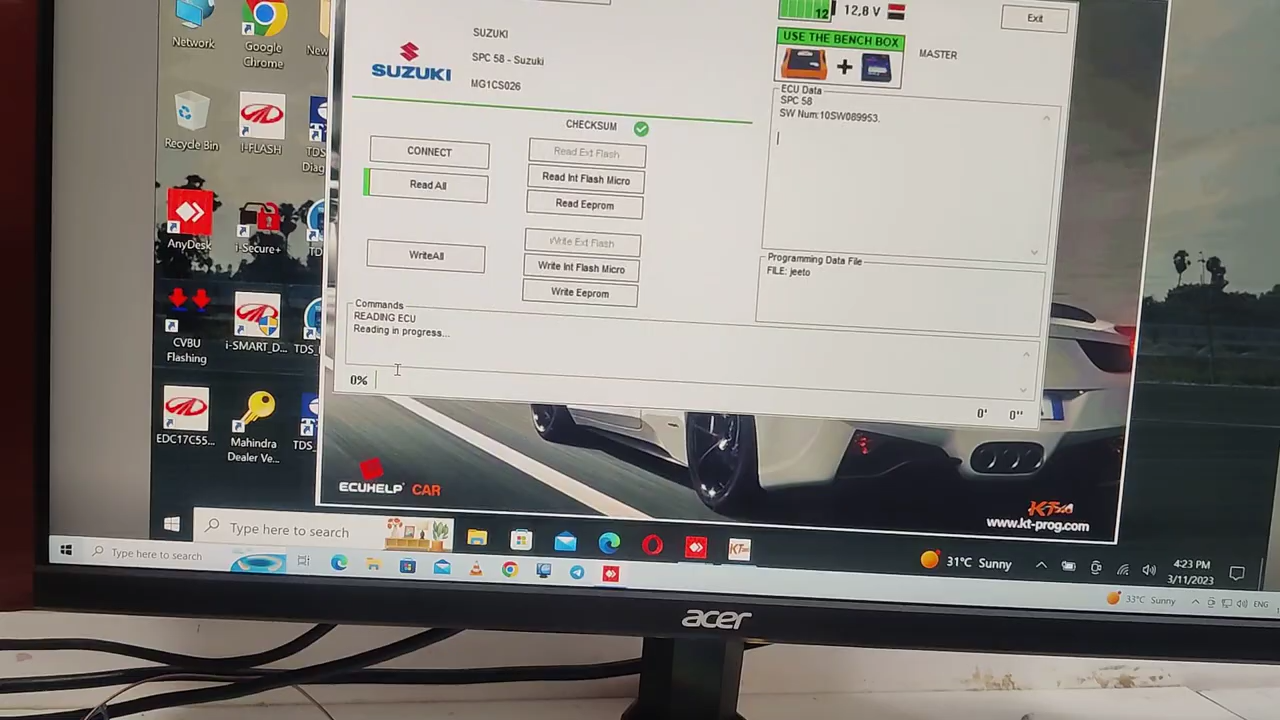 Network
Google Chrome
Recycle Bin
I-FLASH
TDS
AnyDesk
i-Secure+
CVBU Flashing
i-SMART_D...
TDS_
EDC17C55...
Mahindra Dealer Ve...
TDS_
SUZUKI
SUZUKI
SPC 58 - Suzuki
MG1CS026
12
12,8 V
Exit
USE THE BENCH BOX
MASTER
ECU Data
SPC 58
SW Num:10SW089953.
CHECKSUM
CONNECT
Read All
WriteAll
Read Ext Flash
Read Int Flash Micro
Read Eeprom
Write Ext Flash
Write Int Flash Micro
Write Eeprom
Programming Data File
FILE: jeeto
Commands
READING ECU
Reading in progress...
0%
0' 0''
ECUHELP CAR
www.kt-prog.com
Type here to search
31°C Sunny
4:23 PM
3/11/2023
Type here to search
33°C Sunny
ENG
acer